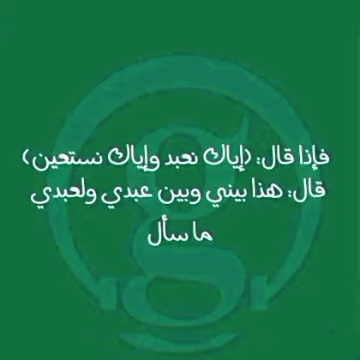 فإذا قال: (إياك نعبد وإياك نستعين)
قال: هذا بيني وبين عبدي ولعبدي
ما سأل